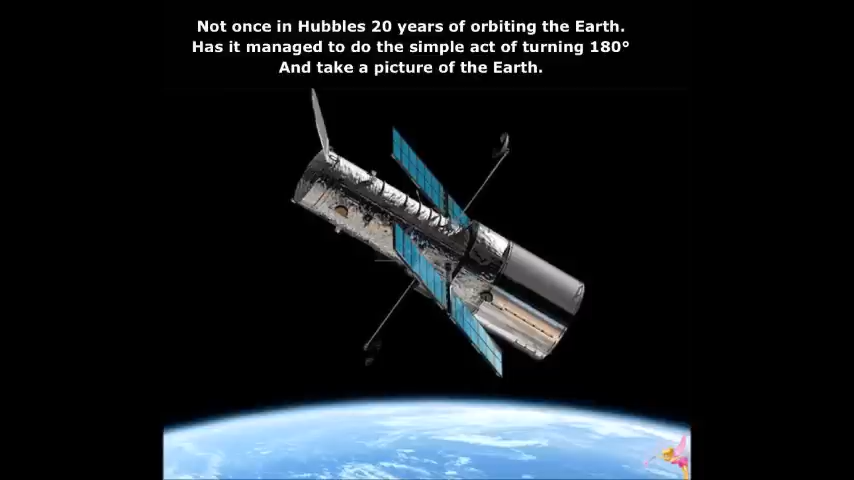 Not once in Hubbles 20 years of orbiting the Earth.
Has it managed to do the simple act of turning 180°
And take a picture of the Earth.